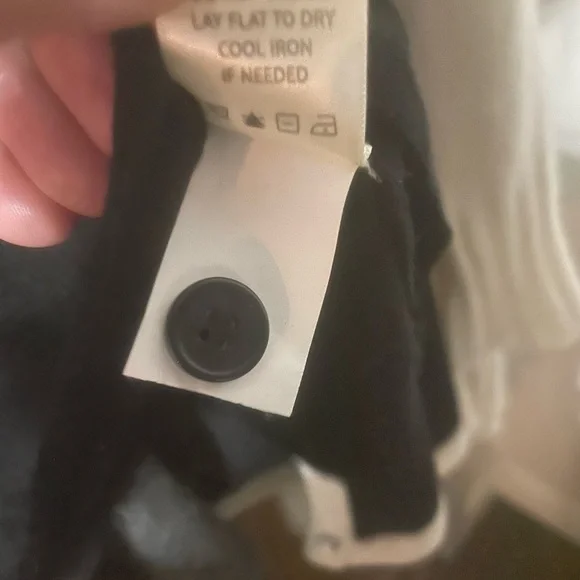 LAY FLAT TO DRY
COOL IRON
IF NEEDED